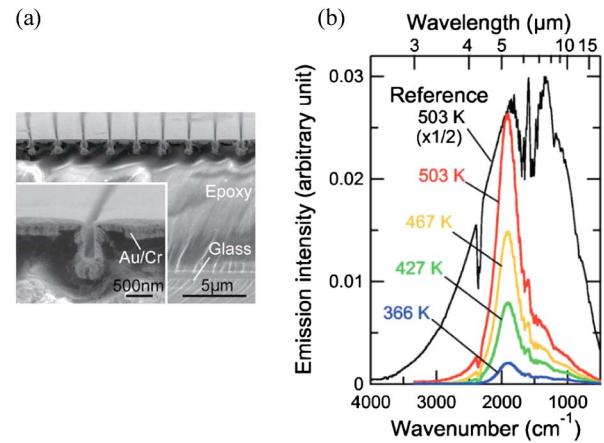 (a)
Epoxy
Au/Cr
Glass
500nm
5μm
(b)
Wavelength (μm)
3 4 5 10 15
Emission intensity (arbitrary unit)
0.03
0.02
0.01
0
Reference
503 K
(x1/2)
503 K
467 K
427 K
366 K
4000 3000 2000 1000
Wavenumber (cm⁻¹)